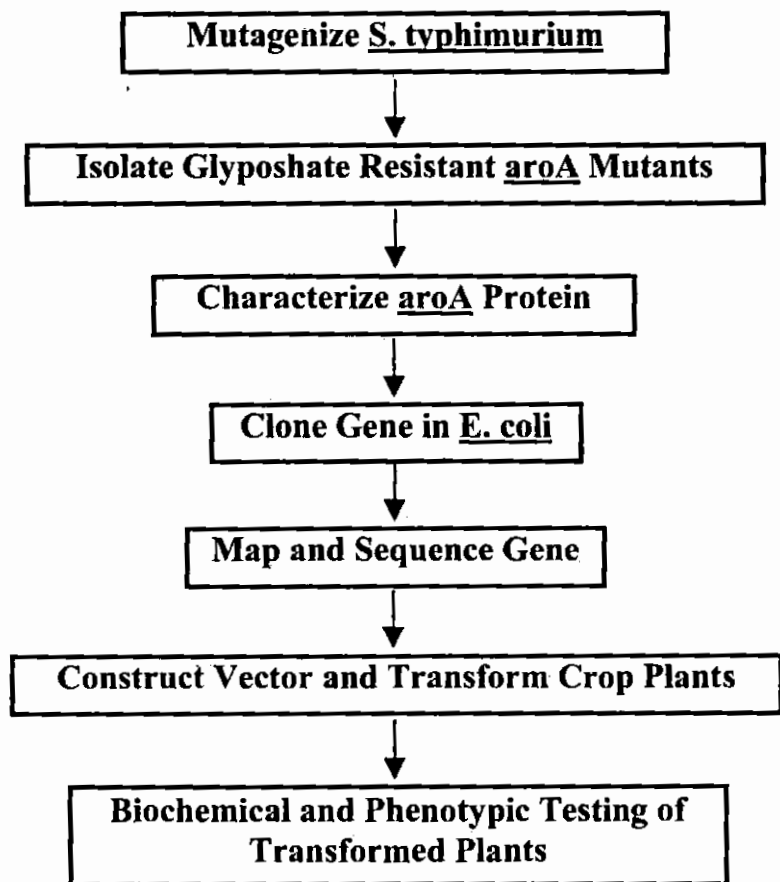 Mutagenize S. typhimurium
Isolate Glyposhate Resistant aroA Mutants
Characterize aroA Protein
Clone Gene in E. coli
Map and Sequence Gene
Construct Vector and Transform Crop Plants
Biochemical and Phenotypic Testing of
Transformed Plants